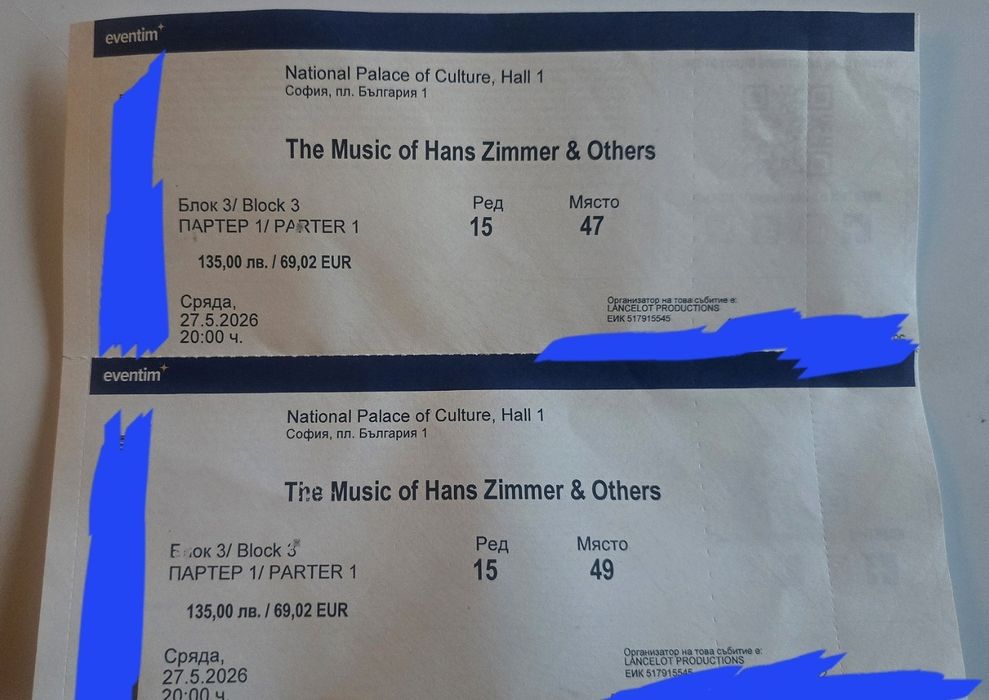 eventim
National Palace of Culture, Hall 1
София, пл. България 1
The Music of Hans Zimmer & Others
Блок 3/ Block 3
ПАРТЕР 1/ PARTER 1
Ред
15
Място
47
135,00 лв. / 69,02 EUR
Сряда,
27.5.2026
20:00 ч.
Организатор на това събитие е:
LANCELOT PRODUCTIONS
ЕИК 517915545
eventim
National Palace of Culture, Hall 1
София, пл. България 1
The Music of Hans Zimmer & Others
Блок 3/ Block 3
ПАРТЕР 1/ PARTER 1
Ред
15
Място
49
135,00 лв. / 69,02 EUR
Сряда,
27.5.2026
20:00 ч.
Организатор на това събитие е:
LANCELOT PRODUCTIONS
ЕИК 517915545